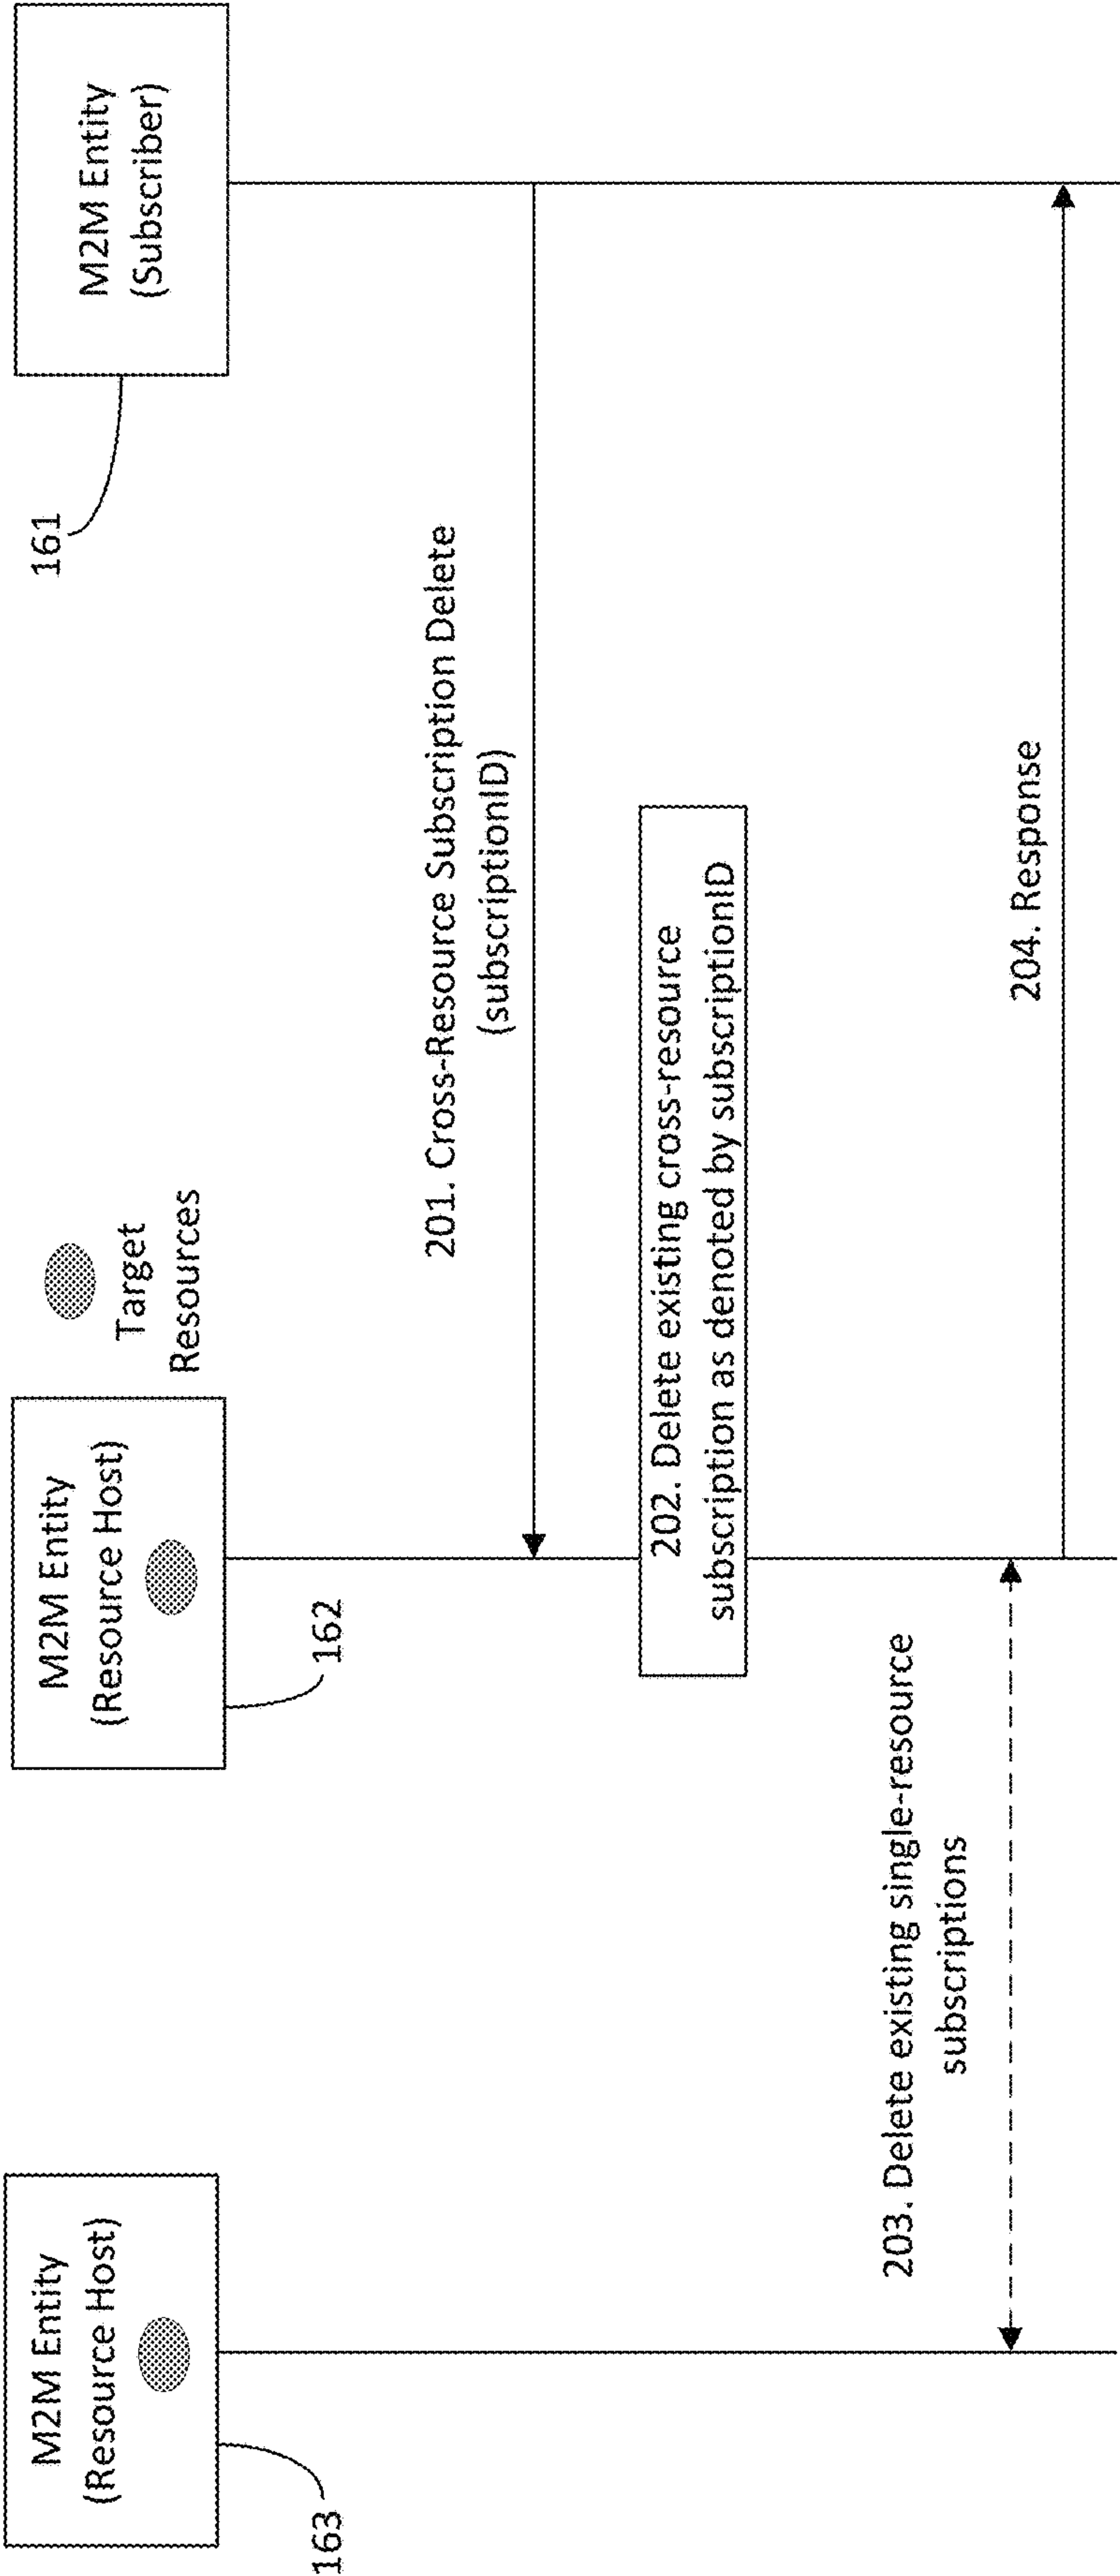 M2M Entity
(Resource Host)
163
M2M Entity
(Resource Host)
162
Target
Resources
M2M Entity
(Subscriber)
161
201. Cross-Resource Subscription Delete
(subscriptionID)
202. Delete existing cross-resource
subscription as denoted by subscriptionID
203. Delete existing single-resource
subscriptions
204. Response